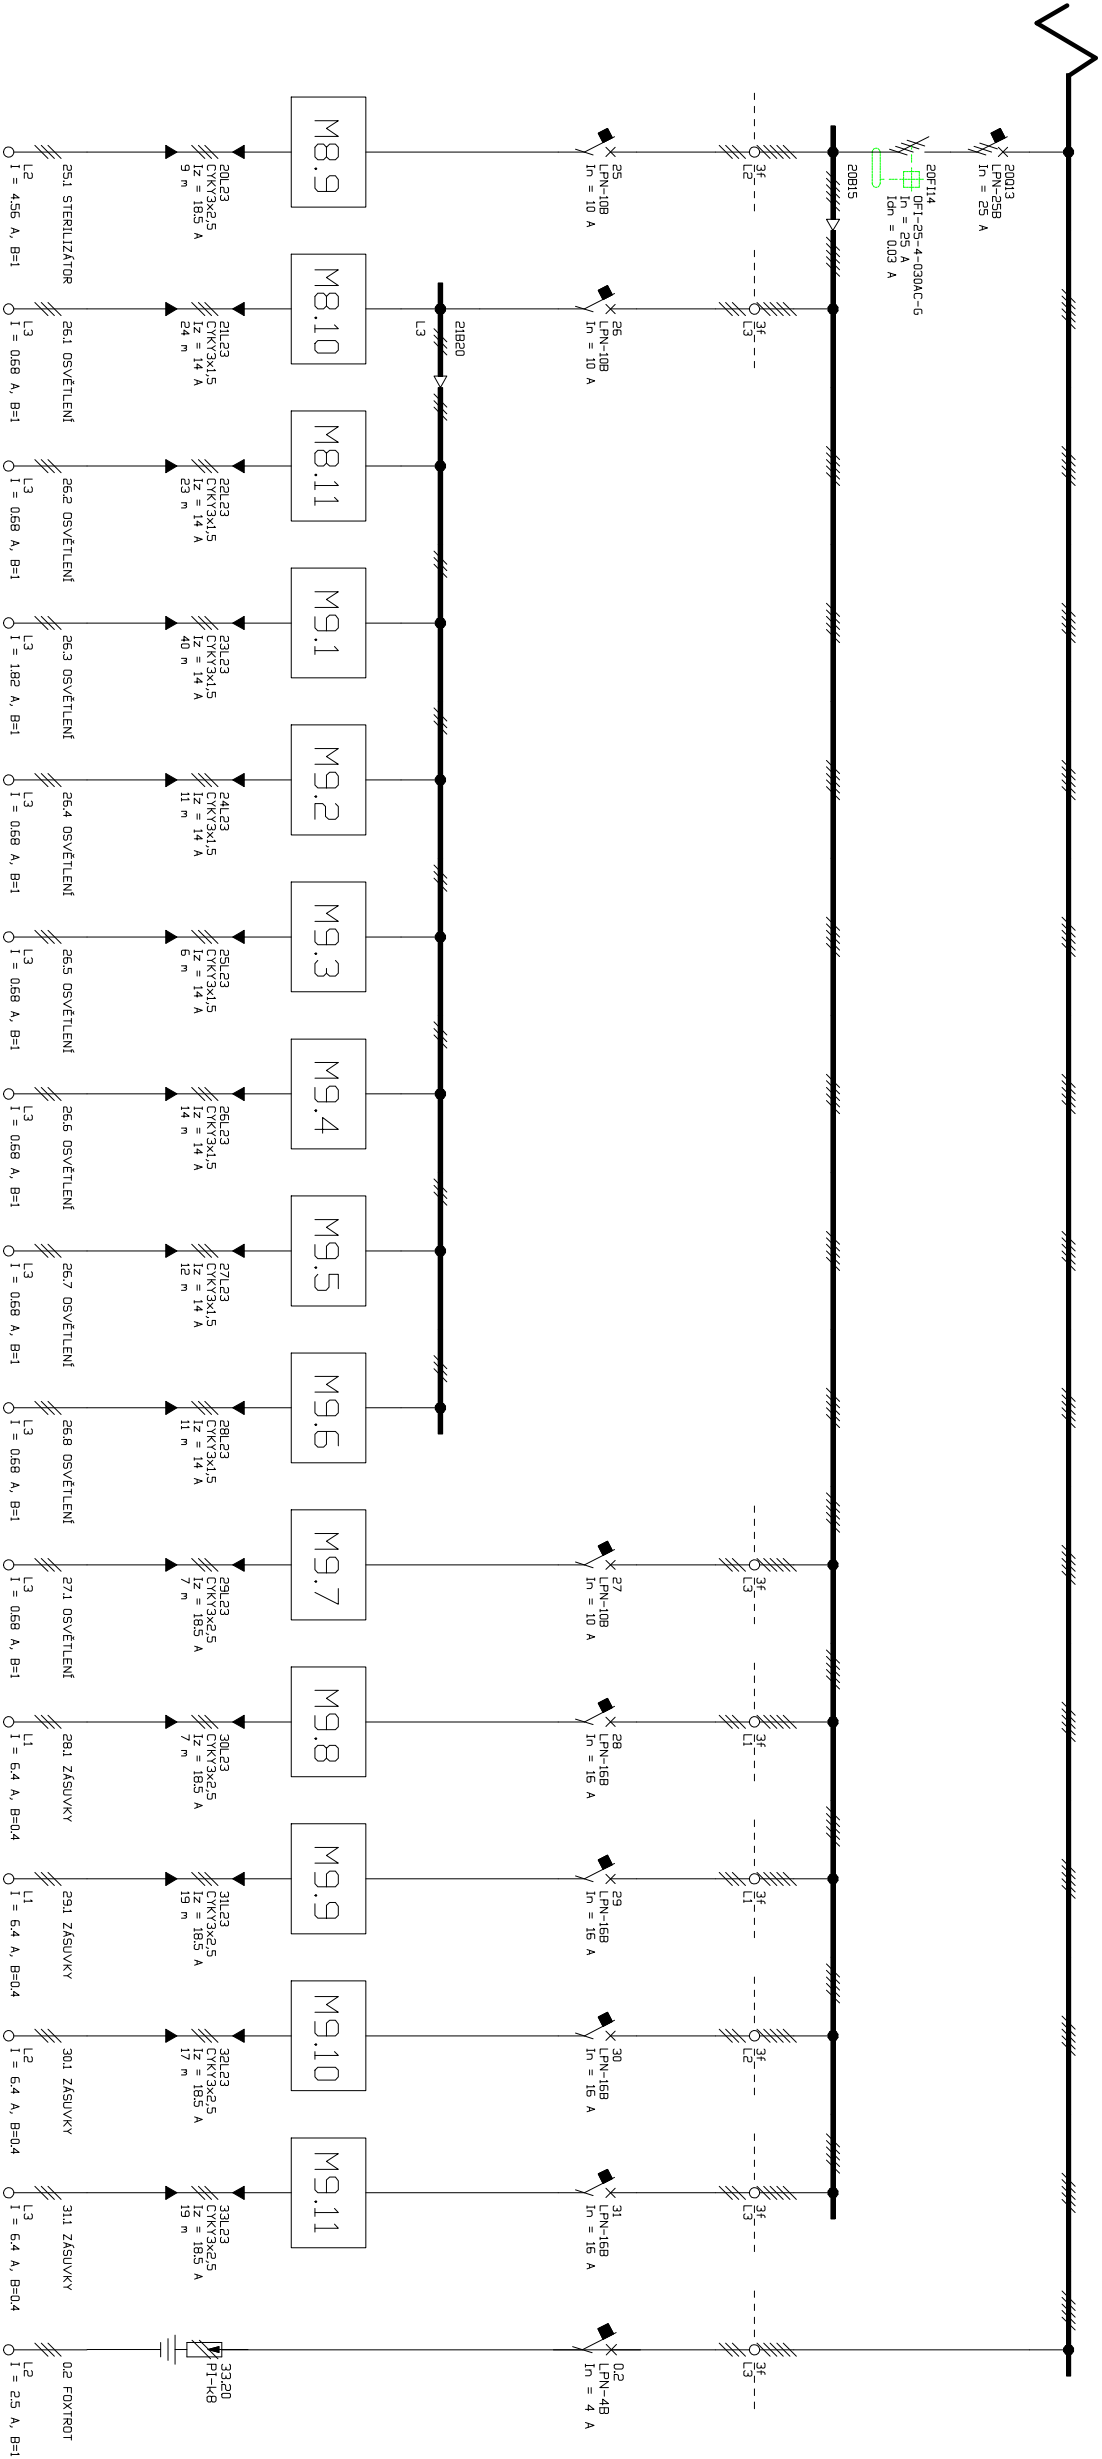 20Q13
LPN-25B
In = 25 A
20FI14
OFI-25-4-030AC-G
In = 25 A
Idn = 0.03 A
20B15
3f
L2
25
LPN-10B
In = 10 A
M8.9
20L23
CYKY3x2,5
Iz = 18.5 A
9 m
25.1 STERILIZÁTOR
L2
I = 4.56 A, B=1
3f
L3
26
LPN-10B
In = 10 A
21B20
L3
M8.10
21L23
CYKY3x1,5
Iz = 14 A
24 m
26.1 OSVĚTLENÍ
L3
I = 0.68 A, B=1
M8.11
22L23
CYKY3x1,5
Iz = 14 A
23 m
26.2 OSVĚTLENÍ
L3
I = 0.68 A, B=1
M9.1
23L23
CYKY3x1,5
Iz = 14 A
40 m
26.3 OSVĚTLENÍ
L3
I = 1.82 A, B=1
M9.2
24L23
CYKY3x1,5
Iz = 14 A
11 m
26.4 OSVĚTLENÍ
L3
I = 0.68 A, B=1
M9.3
25L23
CYKY3x1,5
Iz = 14 A
6 m
26.5 OSVĚTLENÍ
L3
I = 0.68 A, B=1
M9.4
26L23
CYKY3x1,5
Iz = 14 A
14 m
26.6 OSVĚTLENÍ
L3
I = 0.68 A, B=1
M9.5
27L23
CYKY3x1,5
Iz = 14 A
12 m
26.7 OSVĚTLENÍ
L3
I = 0.68 A, B=1
M9.6
28L23
CYKY3x1,5
Iz = 14 A
11 m
26.8 OSVĚTLENÍ
L3
I = 0.68 A, B=1
3f
L3
27
LPN-10B
In = 10 A
M9.7
29L23
CYKY3x2,5
Iz = 18.5 A
7 m
27.1 OSVĚTLENÍ
L3
I = 0.68 A, B=1
3f
L1
28
LPN-16B
In = 16 A
M9.8
30L23
CYKY3x2,5
Iz = 18.5 A
7 m
28.1 ZÁSUVKY
L1
I = 6.4 A, B=0.4
3f
L1
29
LPN-16B
In = 16 A
M9.9
31L23
CYKY3x2,5
Iz = 18.5 A
19 m
29.1 ZÁSUVKY
L1
I = 6.4 A, B=0.4
3f
L2
30
LPN-16B
In = 16 A
M9.10
32L23
CYKY3x2,5
Iz = 18.5 A
17 m
30.1 ZÁSUVKY
L2
I = 6.4 A, B=0.4
3f
L3
31
LPN-16B
In = 16 A
M9.11
33L23
CYKY3x2,5
Iz = 18.5 A
19 m
31.1 ZÁSUVKY
L3
I = 6.4 A, B=0.4
3f
L3
0.2
LPN-4B
In = 4 A
33.20
PI-k8
0.2 FOXTROT
L2
I = 2.5 A, B=1